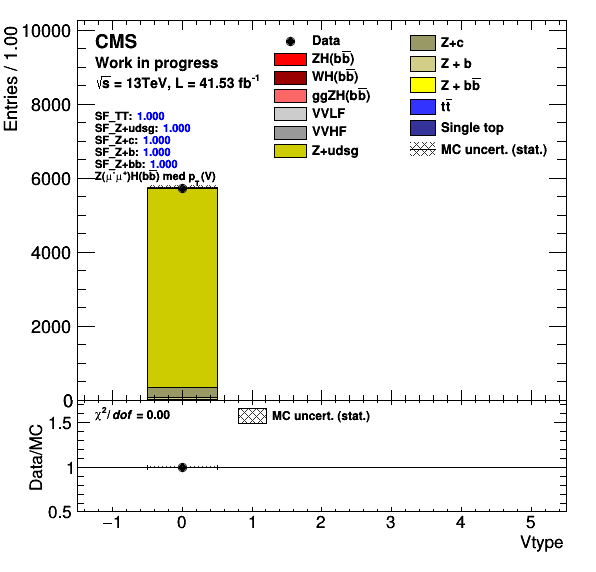 Entries / 1.00
10000
8000
6000
4000
2000
0
CMS
Work in progress
√s = 13TeV, L = 41.53 fb⁻¹
SF_TT: 1.000
SF_Z+udsg: 1.000
SF_Z+c: 1.000
SF_Z+b: 1.000
SF_Z+bb: 1.000
Z(μ⁻μ⁺)H(bb̅) med p_T(V)
Data
ZH(bb̅)
WH(bb̅)
ggZH(bb̅)
VVLF
VVHF
Z+udsg
Z+c
Z + b
Z + bb̅
tt̅
Single top
MC uncert. (stat.)
Data/MC
1.5
1
0.5
χ²/dof = 0.00
MC uncert. (stat.)
−1 0 1 2 3 4 5
Vtype